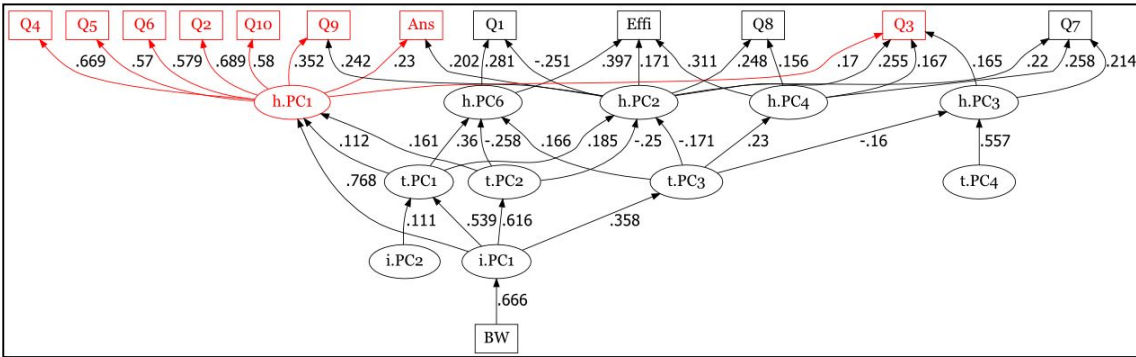 Q4 Q5 Q6 Q2 Q10 Q9 Ans Q1 Effi Q8 Q3 Q7
.669 .57 .579 .689 .58 .352 .242 .23 .202 .281 -.251 .397 .171 .311 .248 .156 .17 .255 .167 .165 .22 .258 .214
h.PC1 h.PC6 h.PC2 h.PC4 h.PC3
.112 .161 .36 -.258 .185 .166 -.25 -.171 .23 -.16 .557
t.PC1 t.PC2 t.PC3 t.PC4
.768 .111 .539 .616 .358
i.PC2 i.PC1
.666
BW